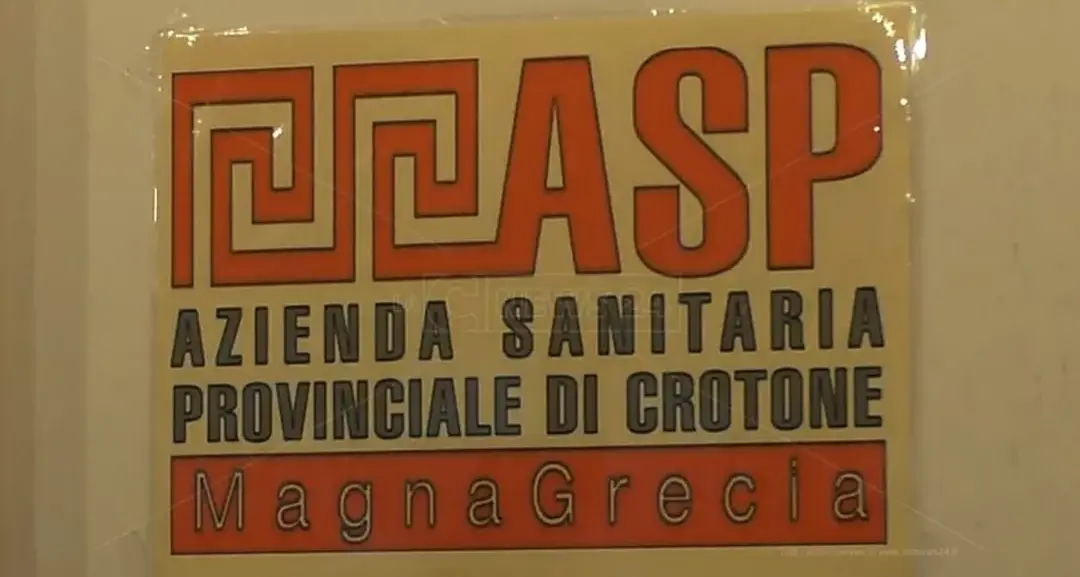 ASP
AZIENDA SANITARIA
PROVINCIALE DI CROTONE
MagnaGrecia